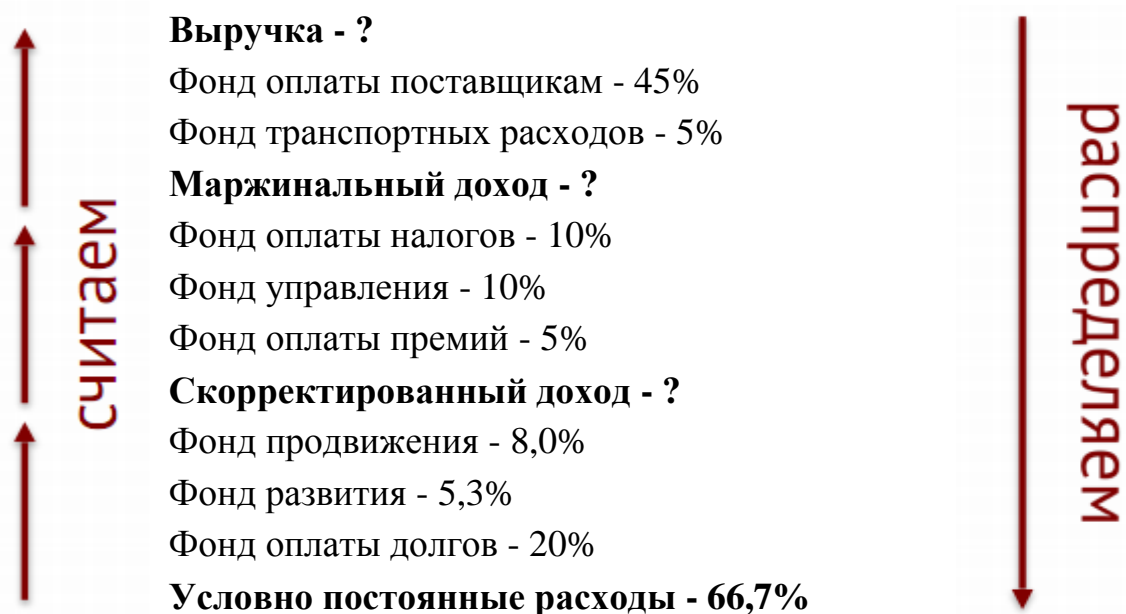 Выручка - ?
Фонд оплаты поставщикам - 45%
Фонд транспортных расходов - 5%
Маржинальный доход - ?
Фонд оплаты налогов - 10%
Фонд управления - 10%
Фонд оплаты премий - 5%
Скорректированный доход - ?
Фонд продвижения - 8,0%
Фонд развития - 5,3%
Фонд оплаты долгов - 20%
Условно постоянные расходы - 66,7%
считаем
распределяем